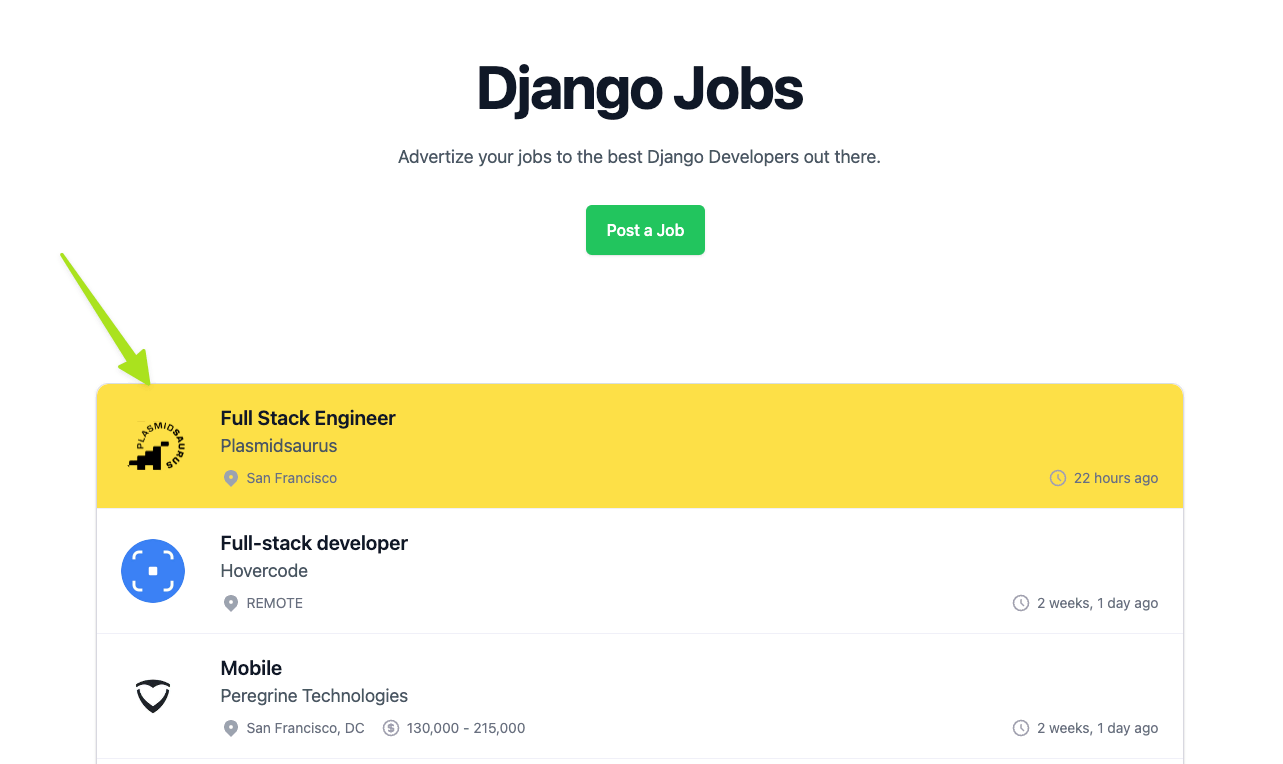 Django Jobs
Advertize your jobs to the best Django Developers out there.
Post a Job
PLASMIDSAURUS
Full Stack Engineer
Plasmidsaurus
San Francisco
22 hours ago
Full-stack developer
Hovercode
REMOTE
2 weeks, 1 day ago
Mobile
Peregrine Technologies
San Francisco, DC $ 130,000 - 215,000
2 weeks, 1 day ago